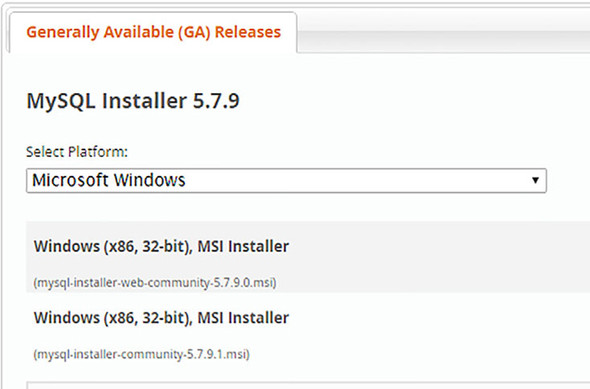 Generally Available (GA) Releases
MySQL Installer 5.7.9
Select Platform:
Microsoft Windows
Windows (x86, 32-bit), MSI Installer
(mysql-installer-web-community-5.7.9.0.msi)
Windows (x86, 32-bit), MSI Installer
(mysql-installer-community-5.7.9.1.msi)